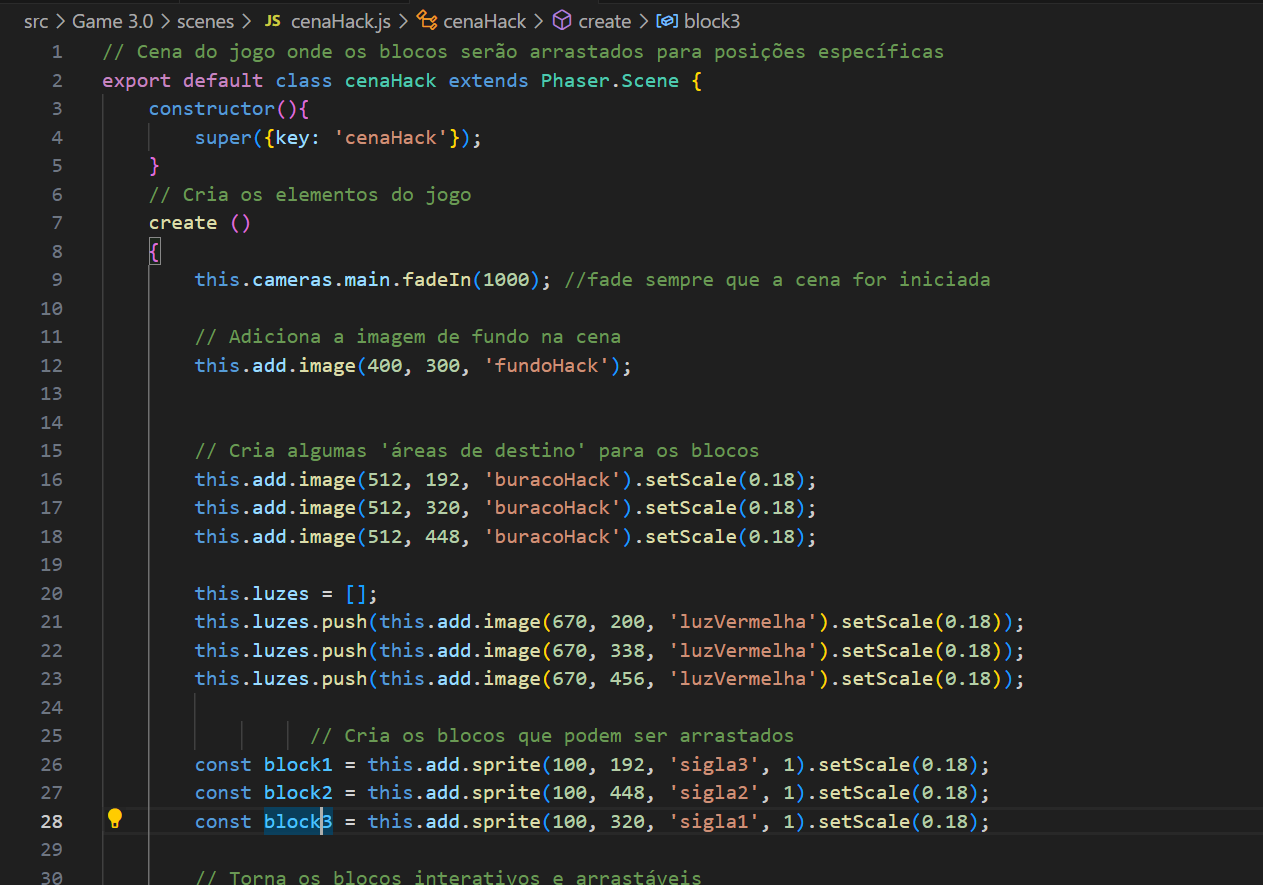 src > Game 3.0 > scenes > JS cenaHack.js > cenaHack > create > block3
1 // Cena do jogo onde os blocos serão arrastados para posições específicas
2 export default class cenaHack extends Phaser.Scene {
3 constructor(){
4 super({key: 'cenaHack'});
5 }
6 // Cria os elementos do jogo
7 create ()
8 {
9 this.cameras.main.fadeIn(1000); //fade sempre que a cena for iniciada
10
11 // Adiciona a imagem de fundo na cena
12 this.add.image(400, 300, 'fundoHack');
13
14
15 // Cria algumas 'áreas de destino' para os blocos
16 this.add.image(512, 192, 'buracoHack').setScale(0.18);
17 this.add.image(512, 320, 'buracoHack').setScale(0.18);
18 this.add.image(512, 448, 'buracoHack').setScale(0.18);
19
20 this.luzes = [];
21 this.luzes.push(this.add.image(670, 200, 'luzVermelha').setScale(0.18));
22 this.luzes.push(this.add.image(670, 338, 'luzVermelha').setScale(0.18));
23 this.luzes.push(this.add.image(670, 456, 'luzVermelha').setScale(0.18));
24
25 // Cria os blocos que podem ser arrastados
26 const block1 = this.add.sprite(100, 192, 'sigla3', 1).setScale(0.18);
27 const block2 = this.add.sprite(100, 448, 'sigla2', 1).setScale(0.18);
28 const block3 = this.add.sprite(100, 320, 'sigla1', 1).setScale(0.18);
29
30 // Torna os blocos interativos e arrastáveis